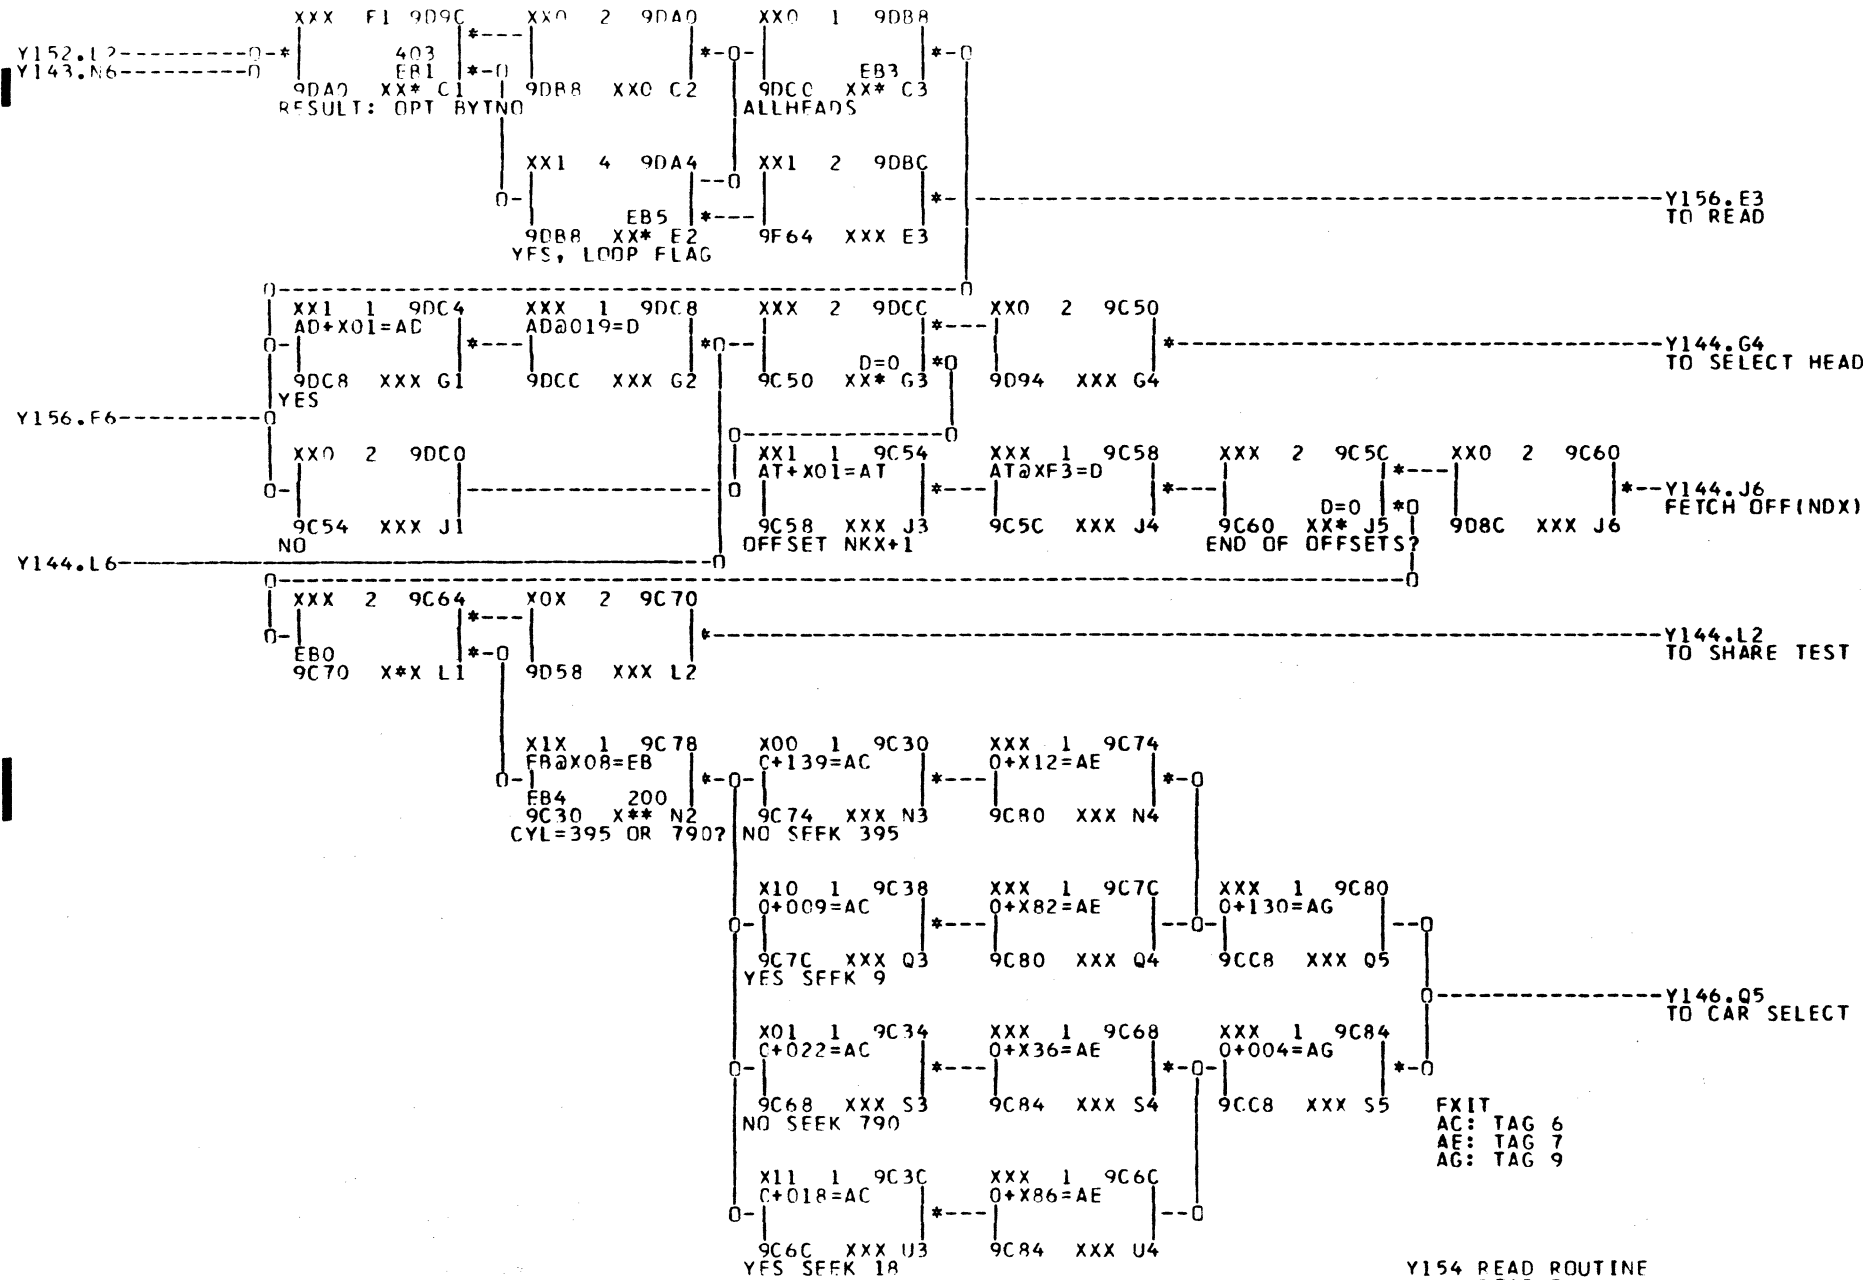 XXX F1 9D9C XX0 2 9DA0 XX0 1 9DB8
Y152.L2
403
Y143.N6
EB1 EB3
9DA0 XX* C1 9DB8 XX0 C2 9DC0 XX* C3
RESULT: OPT BYTNO ALLHEADS
XX1 4 9DA4 XX1 2 9DBC
Y156.E3
EB5 TO READ
9DB8 XX* E2 9F64 XXX E3
YES, LOOP FLAG
XX1 1 9DC4 XXX 1 9DC8 XXX 2 9DCC XX0 2 9C50
AD+X01=AD AD@019=D
Y144.G4
D=0 TO SELECT HEAD
9DC8 XXX G1 9DCC XXX G2 9C50 XX* G3 9D94 XXX G4
YES
Y156.F6
XX0 2 9DC0 XX1 1 9C54 XXX 1 9C58 XXX 2 9C5C XX0 2 9C60
AT+X01=AT AT@XF3=D
Y144.J6
D=0 FETCH OFF(NDX)
9C54 XXX J1 9C58 XXX J3 9C5C XXX J4 9C60 XX* J5 9D8C XXX J6
NO OFFSET NKX+1 END OF OFFSETS?
Y144.L6
XXX 2 9C64 X0X 2 9C70
Y144.L2
EB0 TO SHARE TEST
9C70 X*X L1 9D58 XXX L2
X1X 1 9C78 X00 1 9C30 XXX 1 9C74
EB@X08=EB C+139=AC 0+X12=AE
EB4 200
9C30 X** N2 9C74 XXX N3 9C80 XXX N4
CYL=395 OR 790? NO SEEK 395
X10 1 9C38 XXX 1 9C7C XXX 1 9C80
0+009=AC 0+X82=AE 0+130=AG
9C7C XXX Q3 9C80 XXX Q4 9CC8 XXX Q5
YES SEEK 9
Y146.Q5
TO CAR SELECT
X01 1 9C34 XXX 1 9C68 XXX 1 9C84
C+022=AC 0+X36=AE 0+004=AG
9C68 XXX S3 9C84 XXX S4 9CC8 XXX S5 EXIT
NO SEEK 790 AC: TAG 6
AE: TAG 7
AG: TAG 9
X11 1 9C3C XXX 1 9C6C
C+018=AC 0+X86=AE
9C6C XXX U3 9C84 XXX U4
YES SEEK 18 Y154 READ ROUTINE